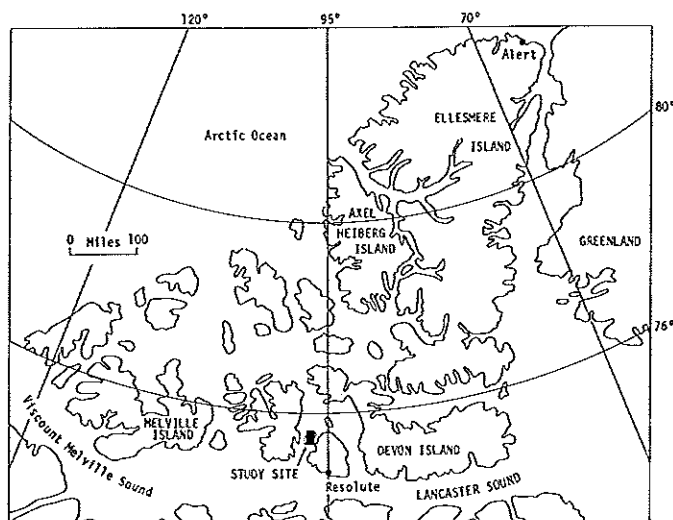 120°
95°
70°
Alert
80°
ELLESMERE
ISLAND
Arctic Ocean
AXEL
HEIBERG
ISLAND
GREENLAND
0 Miles 100
76°
Viscount Melville Sound
MELVILLE
ISLAND
DEVON ISLAND
STUDY SITE
Resolute
LANCASTER SOUND